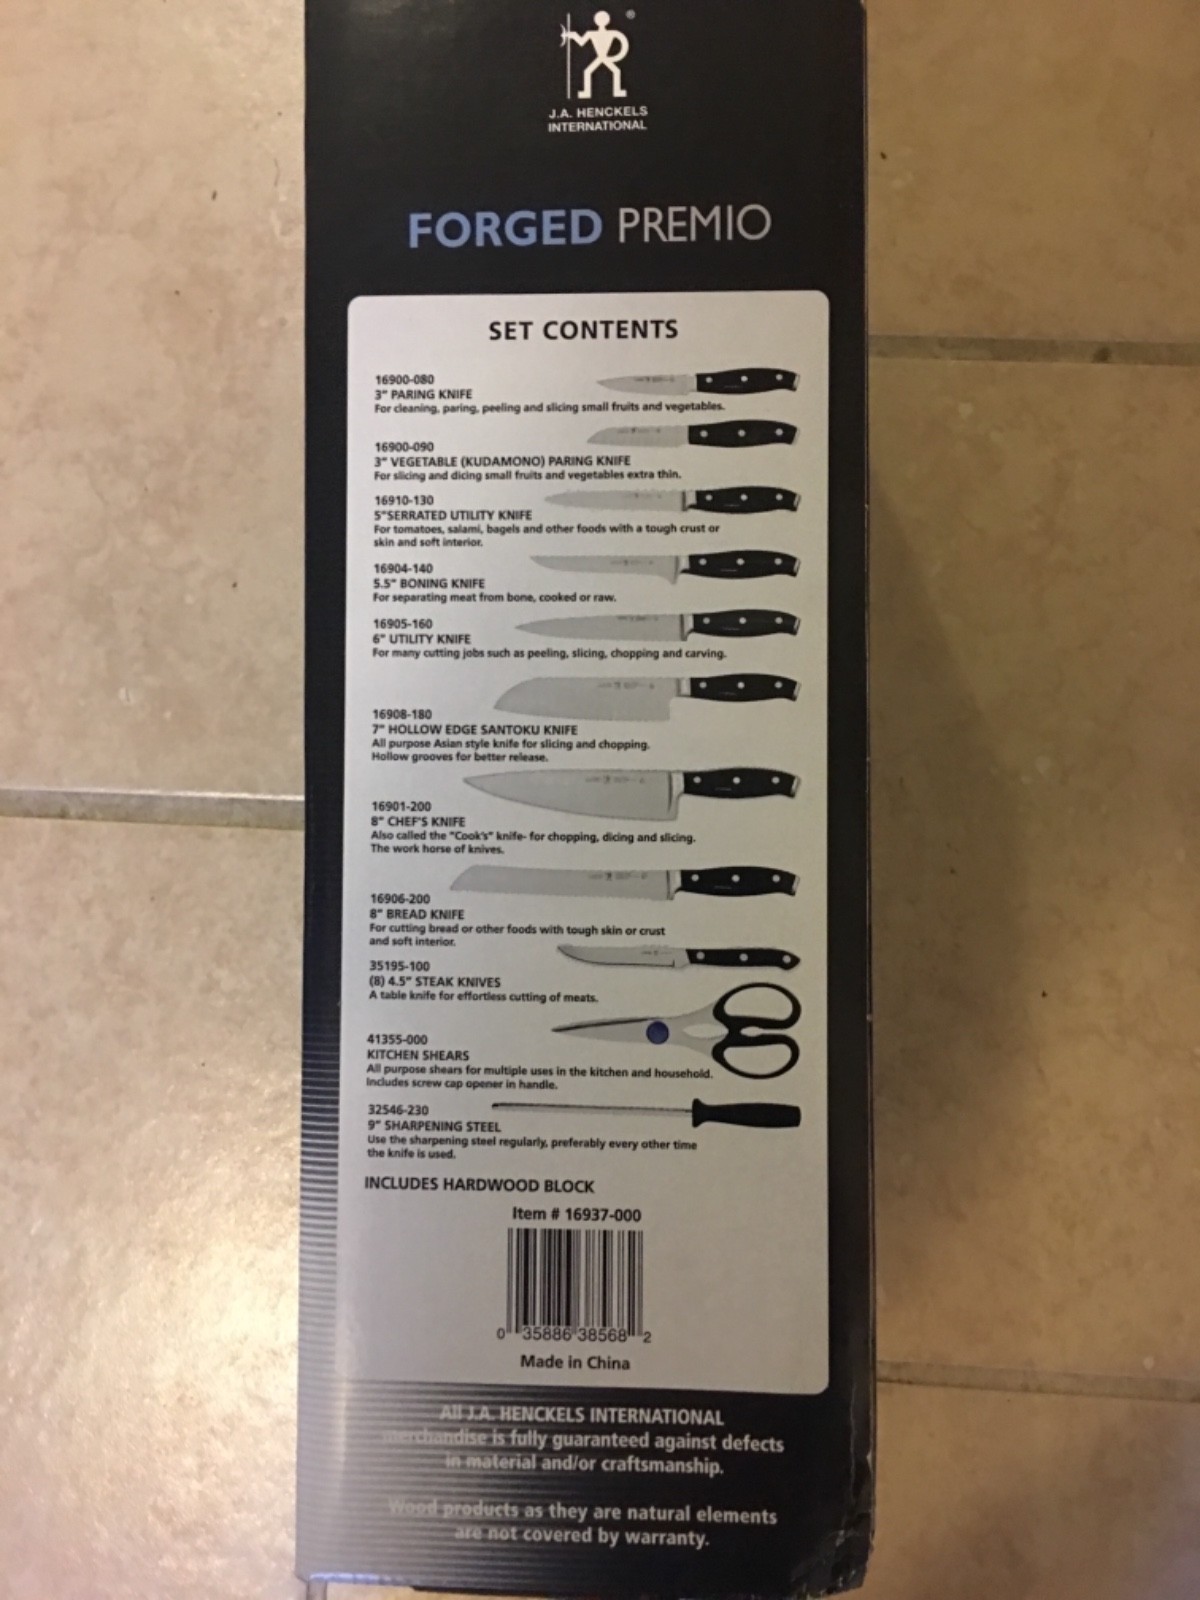 J.A. HENCKELS
INTERNATIONAL
FORGED PREMIO
SET CONTENTS
16900-080
3" PARING KNIFE
For cleaning, paring, peeling and slicing small fruits and vegetables.
16900-090
3" VEGETABLE (KUDAMONO) PARING KNIFE
For slicing and dicing small fruits and vegetables extra thin.
16910-130
5"SERRATED UTILITY KNIFE
For tomatoes, salami, bagels and other foods with a tough crust or
skin and soft interior.
16904-140
5.5" BONING KNIFE
For separating meat from bone, cooked or raw.
16905-160
6" UTILITY KNIFE
For many cutting jobs such as peeling, slicing, chopping and carving.
16908-180
7" HOLLOW EDGE SANTOKU KNIFE
All purpose Asian style knife for slicing and chopping.
Hollow grooves for better release.
16901-200
8" CHEF'S KNIFE
Also called the "Cook's" knife- for chopping, dicing and slicing.
The work horse of knives.
16906-200
8" BREAD KNIFE
For cutting bread or other foods with tough skin or crust
and soft interior.
35195-100
(8) 4.5" STEAK KNIVES
A table knife for effortless cutting of meats.
41355-000
KITCHEN SHEARS
All purpose shears for multiple uses in the kitchen and household.
Includes screw cap opener in handle.
32546-230
9" SHARPENING STEEL
Use the sharpening steel regularly, preferably every other time
the knife is used.
INCLUDES HARDWOOD BLOCK
Item # 16937-000
0 35886 38568 2
Made in China
All J.A. HENCKELS INTERNATIONAL
merchandise is fully guaranteed against defects
in material and/or craftsmanship.
Wood products as they are natural elements
are not covered by warranty.